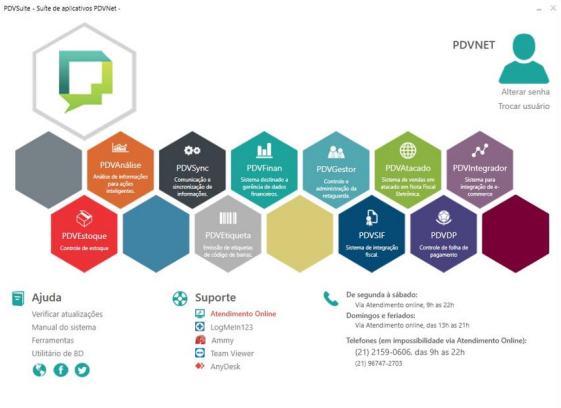 PDVSuite - Suíte de aplicativos PDVNet -
PDVNET
Alterar senha
Trocar usuário
PDVAnálise
Análise de informações
para ações
inteligentes.
PDVSync
Comunicação e
sincronização de
informações.
PDVFinan
Sistema destinado a
gerência de dados
financeiros.
PDVGestor
Controle e
administração da
retaguarda.
PDVAtacado
Sistema de vendas em
atacado em Nota Fiscal
Eletrônica.
PDVIntegrador
Sistema para
integração de e-
commerce
PDVEstoque
Controle de estoque
PDVEtiqueta
Emissão de etiquetas
de código de barras.
PDVSIF
Sistema de integração
fiscal.
PDVDP
Controle de folha de
pagamento
Ajuda
Verificar atualizações
Manual do sistema
Ferramentas
Utilitário de BD
Suporte
Atendimento Online
LogMeIn123
Ammy
Team Viewer
AnyDesk
De segunda à sábado:
Via Atendimento online, 9h as 22h
Domingos e feriados:
Via Atendimento online, das 13h as 21h
Telefones (em impossibilidade via Atendimento Online):
(21) 2159-0606, das 9h as 22h
(21) 96747-2703